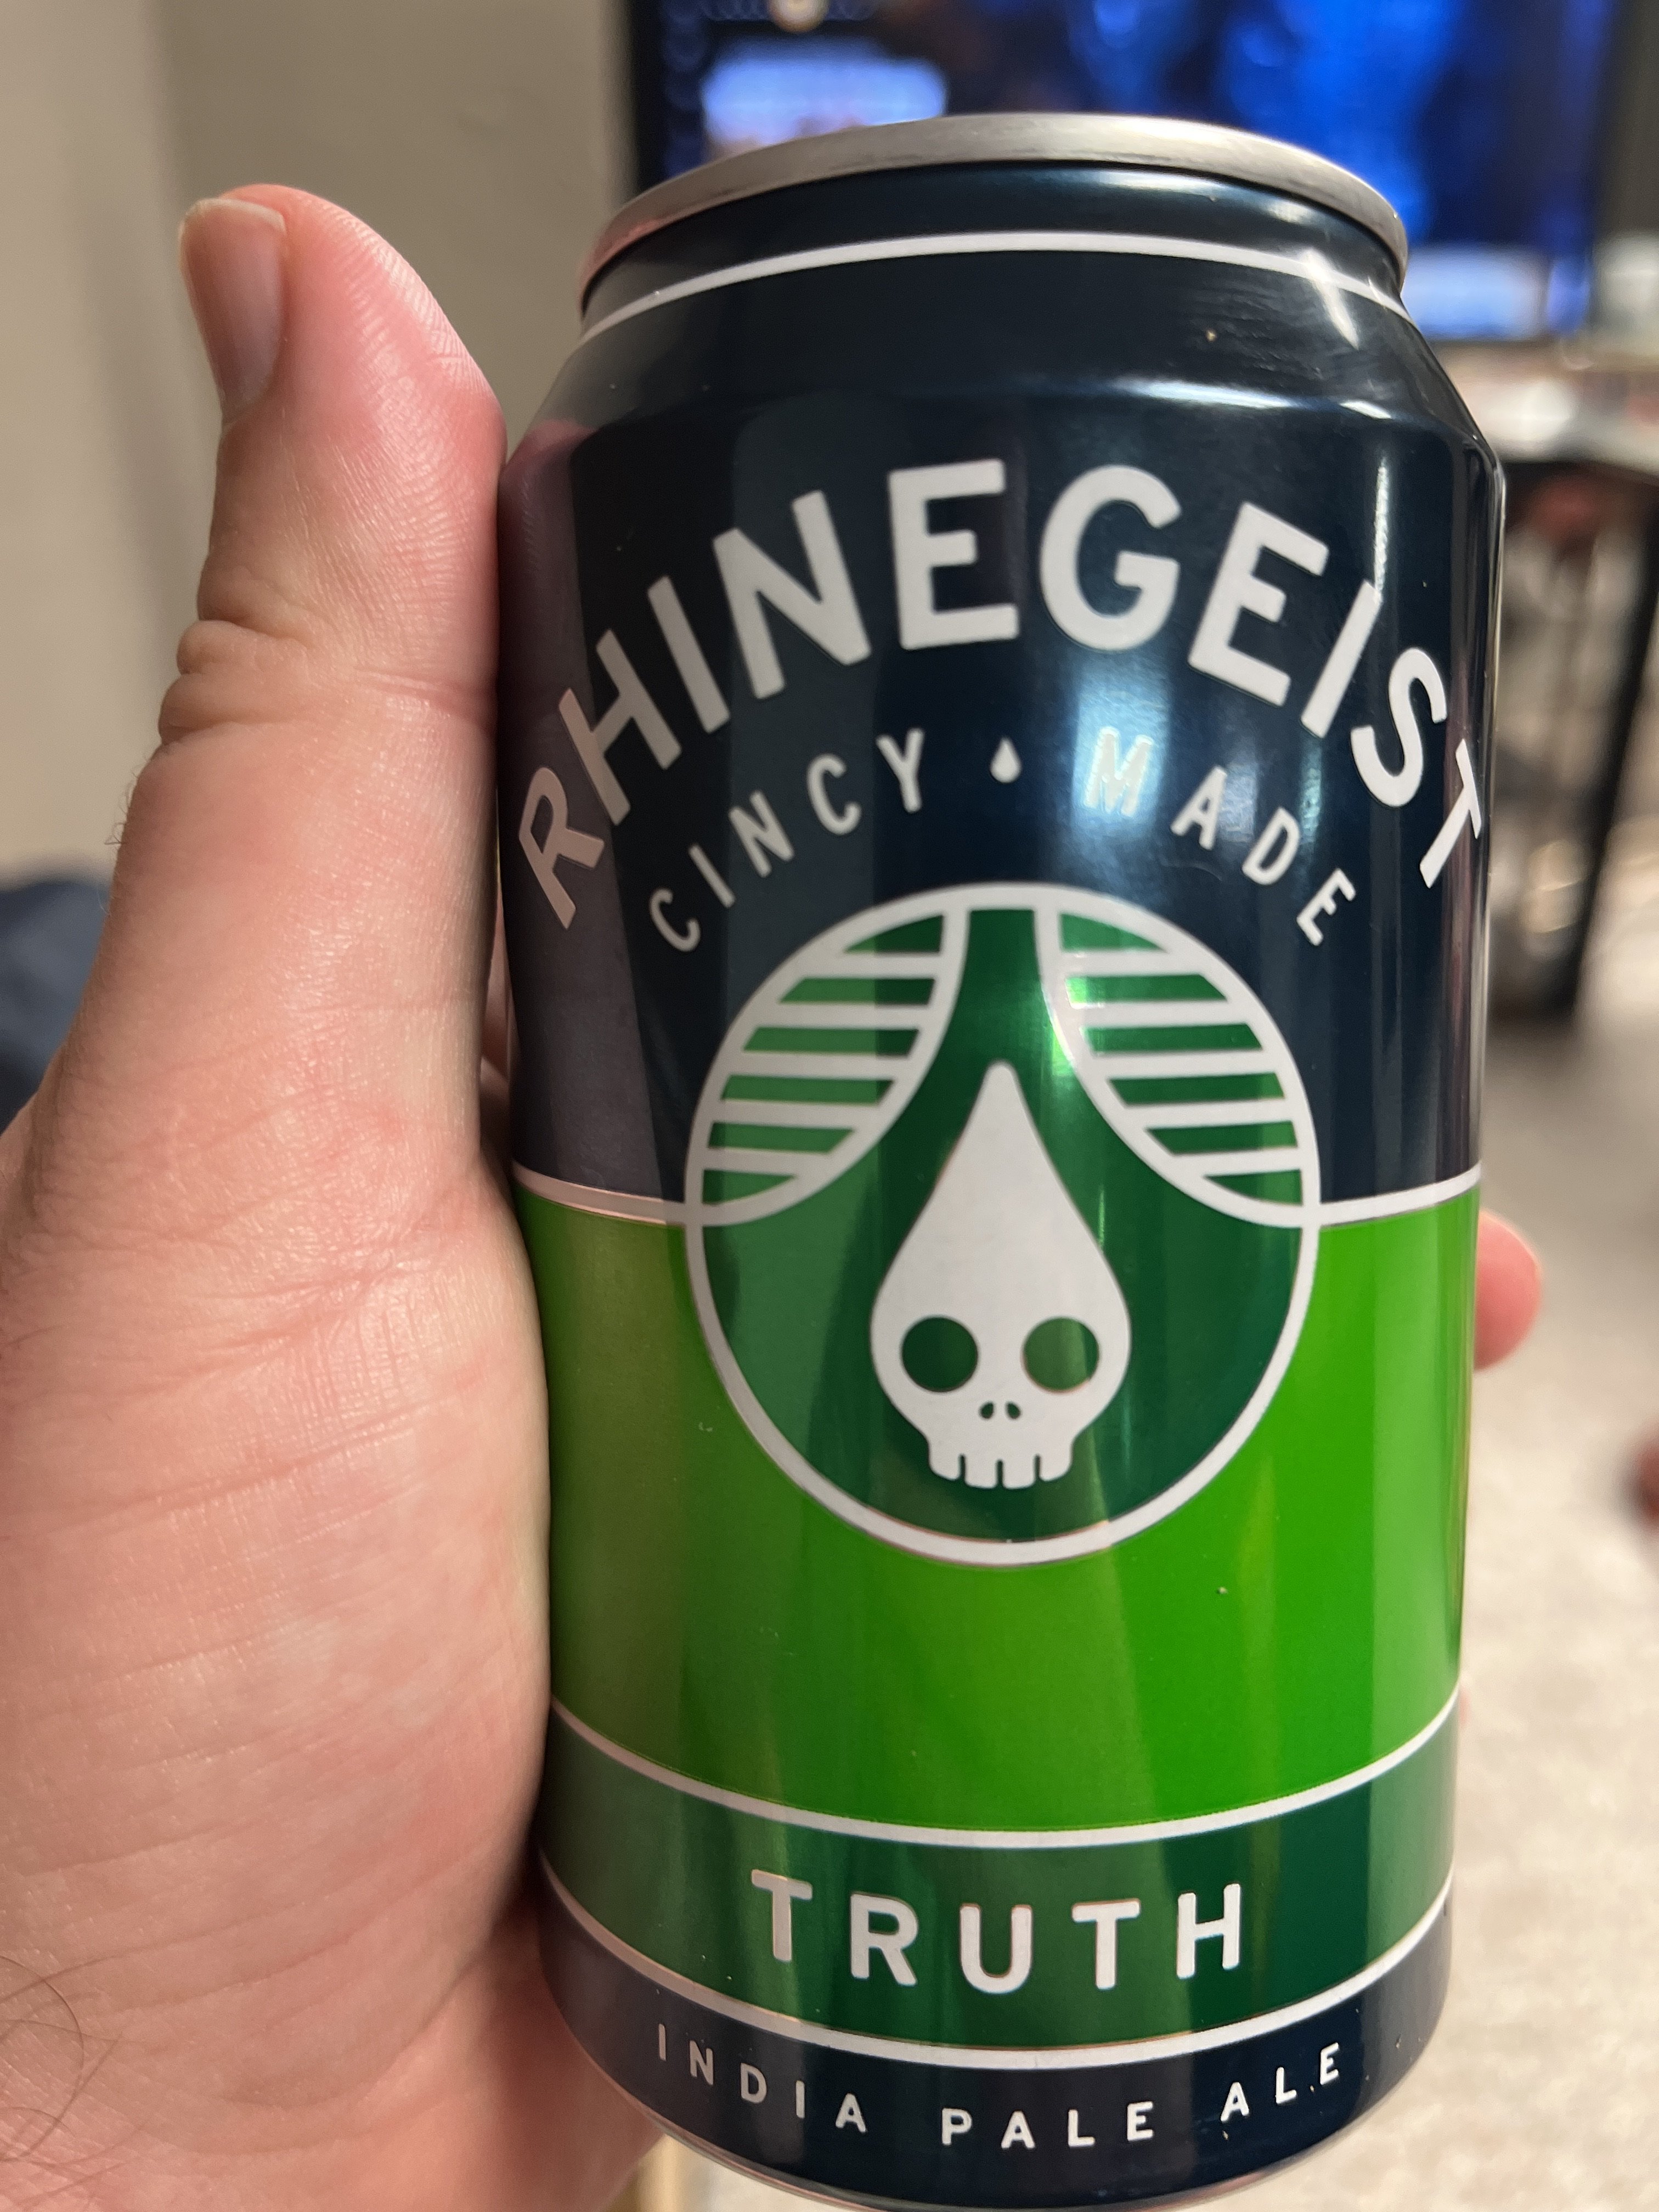 RHINEGEIST
CINCY MADE
TRUTH
INDIA PALE ALE